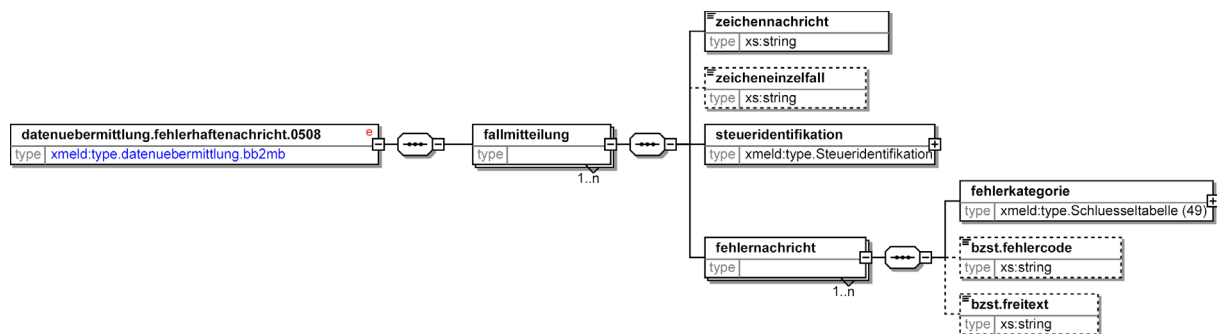 zeichennachricht
type xs:string
zeicheneinzelfall
type xs:string
datenuebermittlung.fehlerhaftenachricht.0508 e
type xmeld:type.datenuebermittlung.bb2mb
fallmitteilung
type
1..n
steueridentifikation
type xmeld:type.Steueridentifikation
fehlernachricht
type
1..n
fehlerkategorie
type xmeld:type.Schluesseltabelle (49)
bzst.fehlercode
type xs:string
bzst.freitext
type xs:string